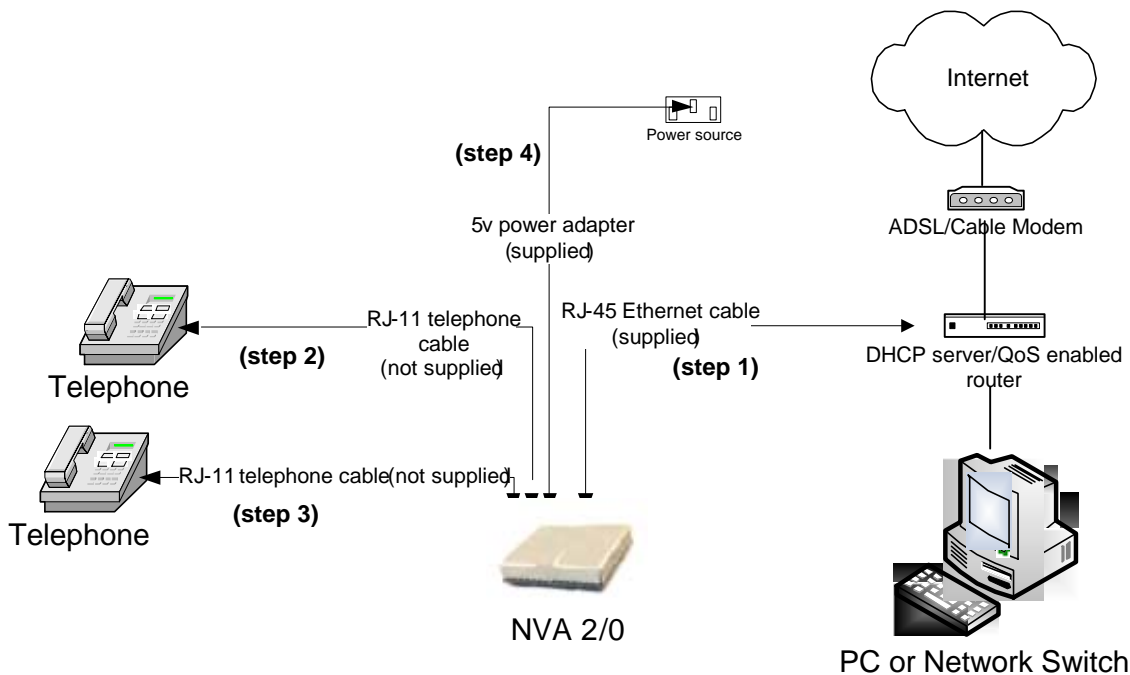 Internet
Power source
(step 4)
ADSL/Cable Modem
5v power adapter
(supplied)
RJ-45 Ethernet cable
(supplied)
(step 1)
RJ-11 telephone
cable
(not supplied)
(step 2)
Telephone
DHCP server/QoS enabled
router
RJ-11 telephone cable(not supplied)
(step 3)
Telephone
NVA 2/0
PC or Network Switch